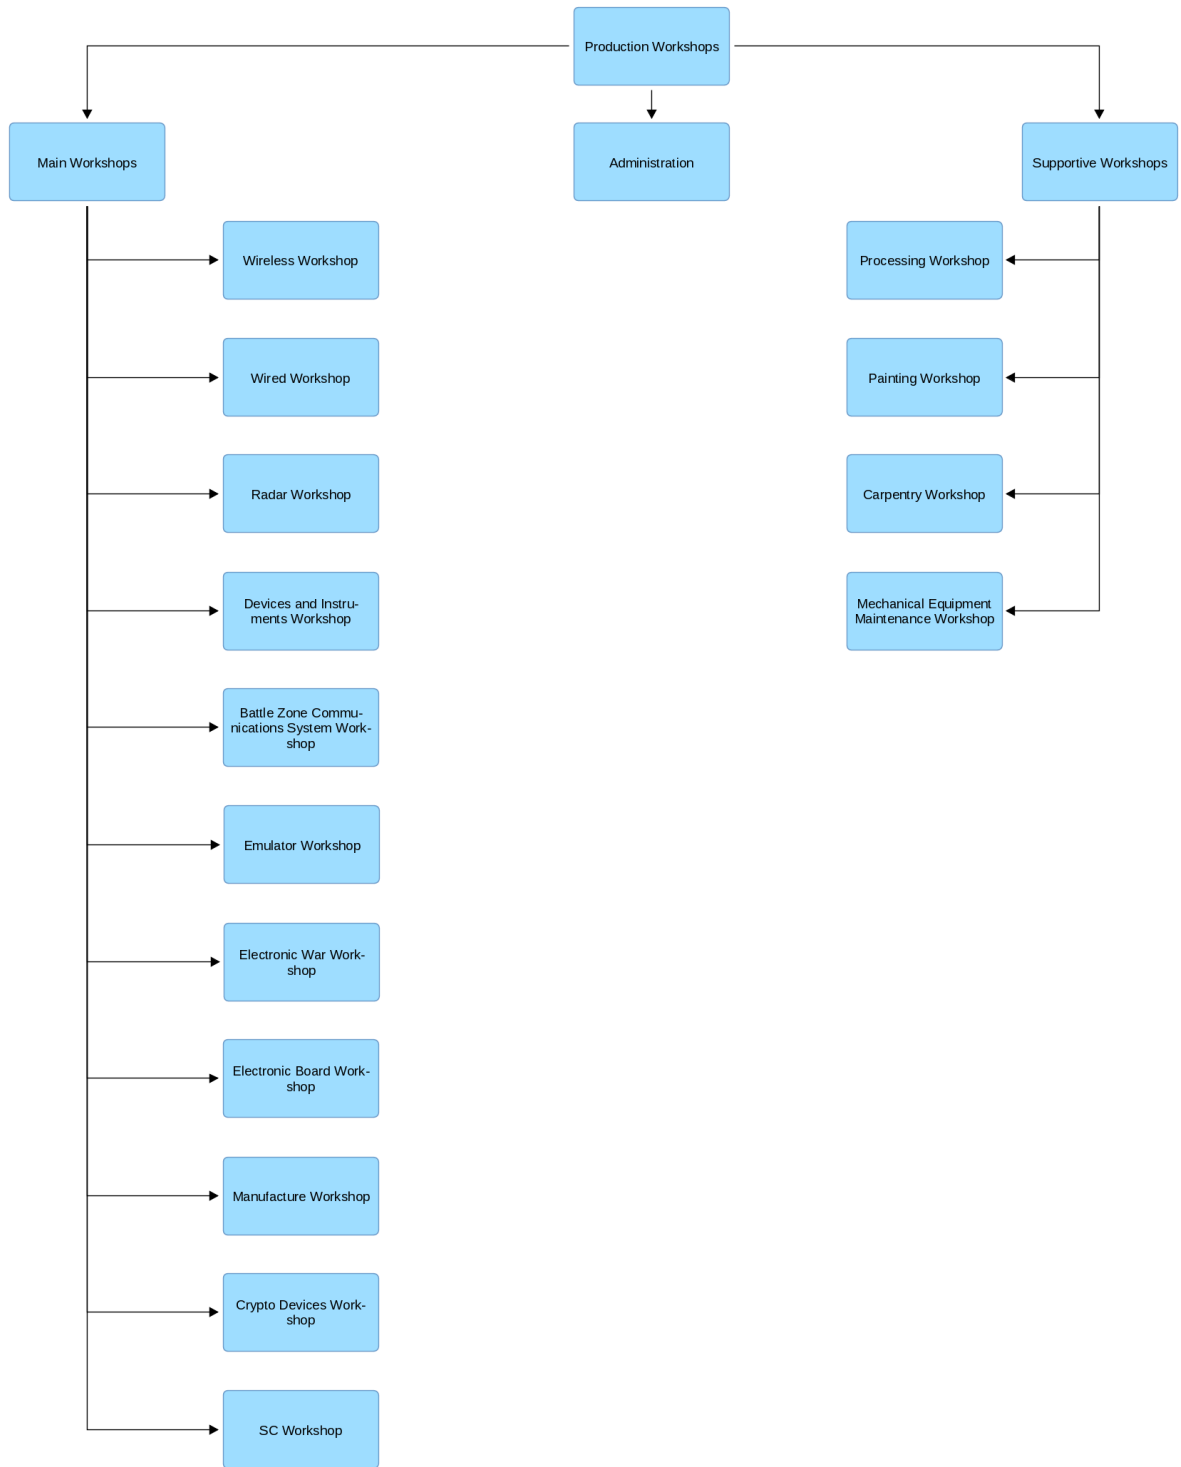 Production Workshops
Main Workshops
Administration
Supportive Workshops
Wireless Workshop
Processing Workshop
Wired Workshop
Painting Workshop
Radar Workshop
Carpentry Workshop
Devices and Instru-
ments Workshop
Mechanical Equipment
Maintenance Workshop
Battle Zone Commu-
nications System Work-
shop
Emulator Workshop
Electronic War Work-
shop
Electronic Board Work-
shop
Manufacture Workshop
Crypto Devices Work-
shop
SC Workshop